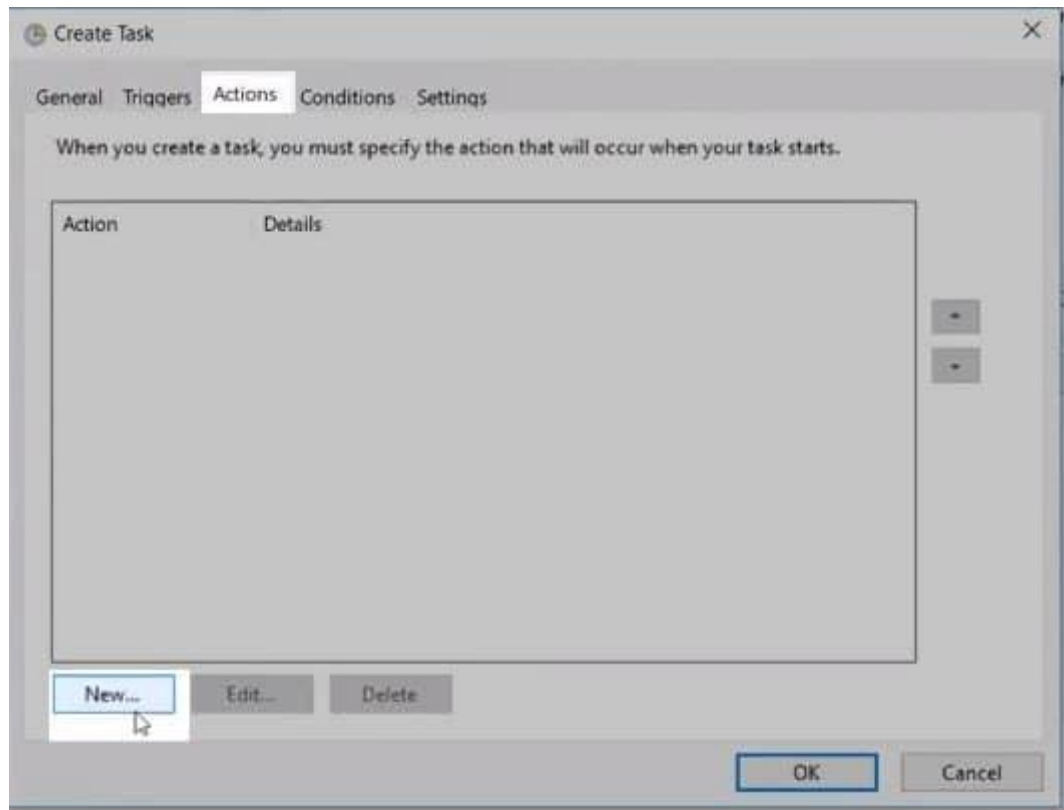 Create Task
General Triggers Actions Conditions Settings
When you create a task, you must specify the action that will occur when your task starts.
Action Details
New... Edit... Delete
OK Cancel